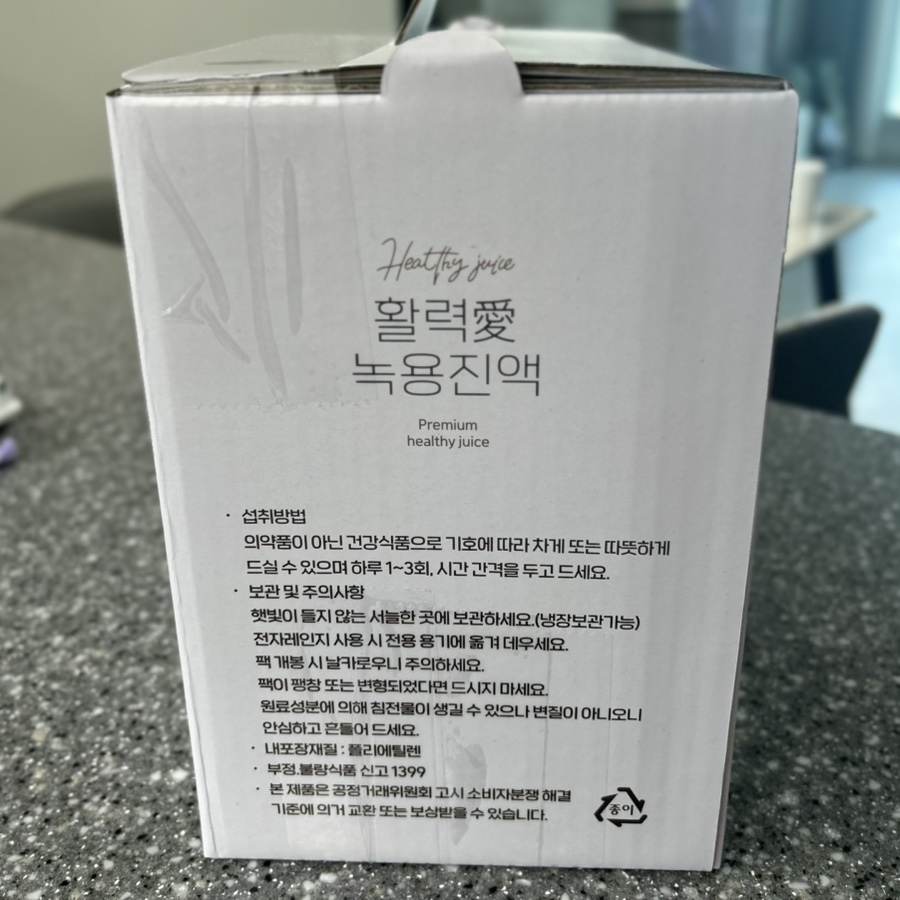 Healthy juice
활력愛
녹용진액
Premium
healthy juice
· 섭취방법
의약품이 아닌 건강식품으로 기호에 따라 차게 또는 따뜻하게
드실 수 있으며 하루 1~3회, 시간 간격을 두고 드세요.
· 보관 및 주의사항
햇빛이 들지 않는 서늘한 곳에 보관하세요.(냉장보관가능)
전자레인지 사용 시 전용 용기에 옮겨 데우세요.
팩 개봉 시 날카로우니 주의하세요.
팩이 팽창 또는 변형되었다면 드시지 마세요.
원료성분에 의해 침전물이 생길 수 있으나 변질이 아니오니
안심하고 흔들어 드세요.
· 내포장재질 : 폴리에틸렌
· 부정.불량식품 신고 1399
· 본 제품은 공정거래위원회 고시 소비자분쟁 해결
기준에 의거 교환 또는 보상받을 수 있습니다.
종이